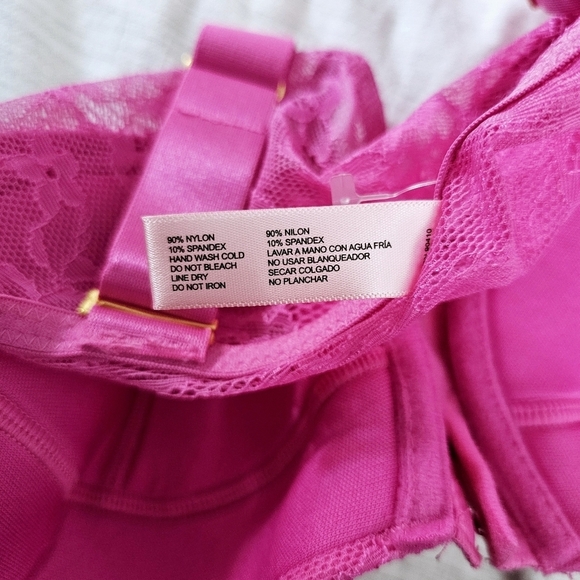 90% NYLON
10% SPANDEX
HAND WASH COLD
DO NOT BLEACH
LINE DRY
DO NOT IRON
90% NILON
10% SPANDEX
LAVAR A MANO CON AGUA FRÍA
NO USAR BLANQUEADOR
SECAR COLGADO
NO PLANCHAR
90410